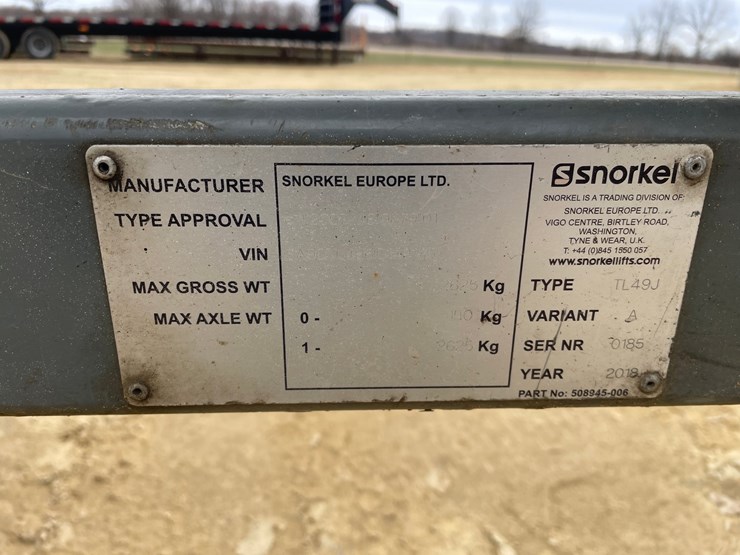 MANUFACTURER SNORKEL EUROPE LTD.
TYPE APPROVAL
VIN
MAX GROSS WT Kg
MAX AXLE WT 0 - Kg
1 - Kg
snorkel
SNORKEL IS A TRADING DIVISION OF
SNORKEL EUROPE LTD.
VIGO CENTRE, BIRTLEY ROAD,
WASHINGTON,
TYNE & WEAR, U.K.
T: +44 (0)845 1550 057
www.snorkellifts.com
TYPE TL49J
VARIANT A
SER NR 0185
YEAR 2018
PART No: 508945-006